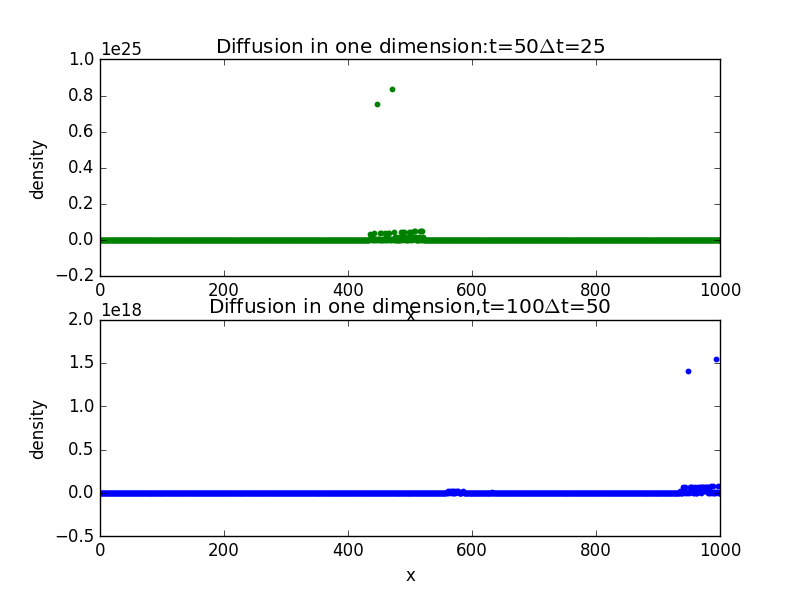 Diffusion in one dimension:t=50Δt=25
1e25
1.0
0.8
0.6
0.4
0.2
0.0
−0.2
density
0 200 400 600 800 1000
x
Diffusion in one dimension,t=100Δt=50
1e18
2.0
1.5
1.0
0.5
0.0
−0.5
density
0 200 400 600 800 1000
x